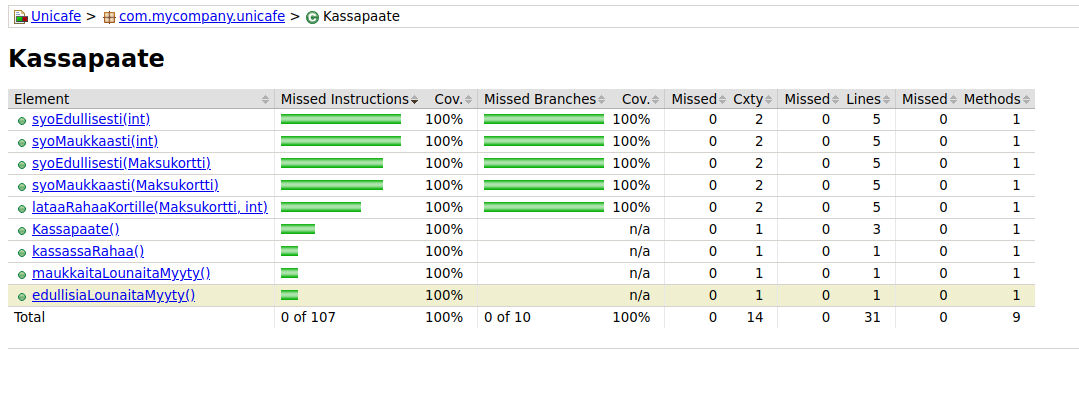 Unicafe > com.mycompany.unicafe > Kassapaate
Kassapaate
Element Missed Instructions Cov. Missed Branches Cov. Missed Cxty Missed Lines Missed Methods
syoEdullisesti(int) 100% 100% 0 2 0 5 0 1
syoMaukkaasti(int) 100% 100% 0 2 0 5 0 1
syoEdullisesti(Maksukortti) 100% 100% 0 2 0 5 0 1
syoMaukkaasti(Maksukortti) 100% 100% 0 2 0 5 0 1
lataaRahaaKortille(Maksukortti, int) 100% 100% 0 2 0 5 0 1
Kassapaate() 100% n/a 0 1 0 3 0 1
kassassaRahaa() 100% n/a 0 1 0 1 0 1
maukkaitaLounaitaMyyty() 100% n/a 0 1 0 1 0 1
edullisiaLounaitaMyyty() 100% n/a 0 1 0 1 0 1
Total 0 of 107 100% 0 of 10 100% 0 14 0 31 0 9